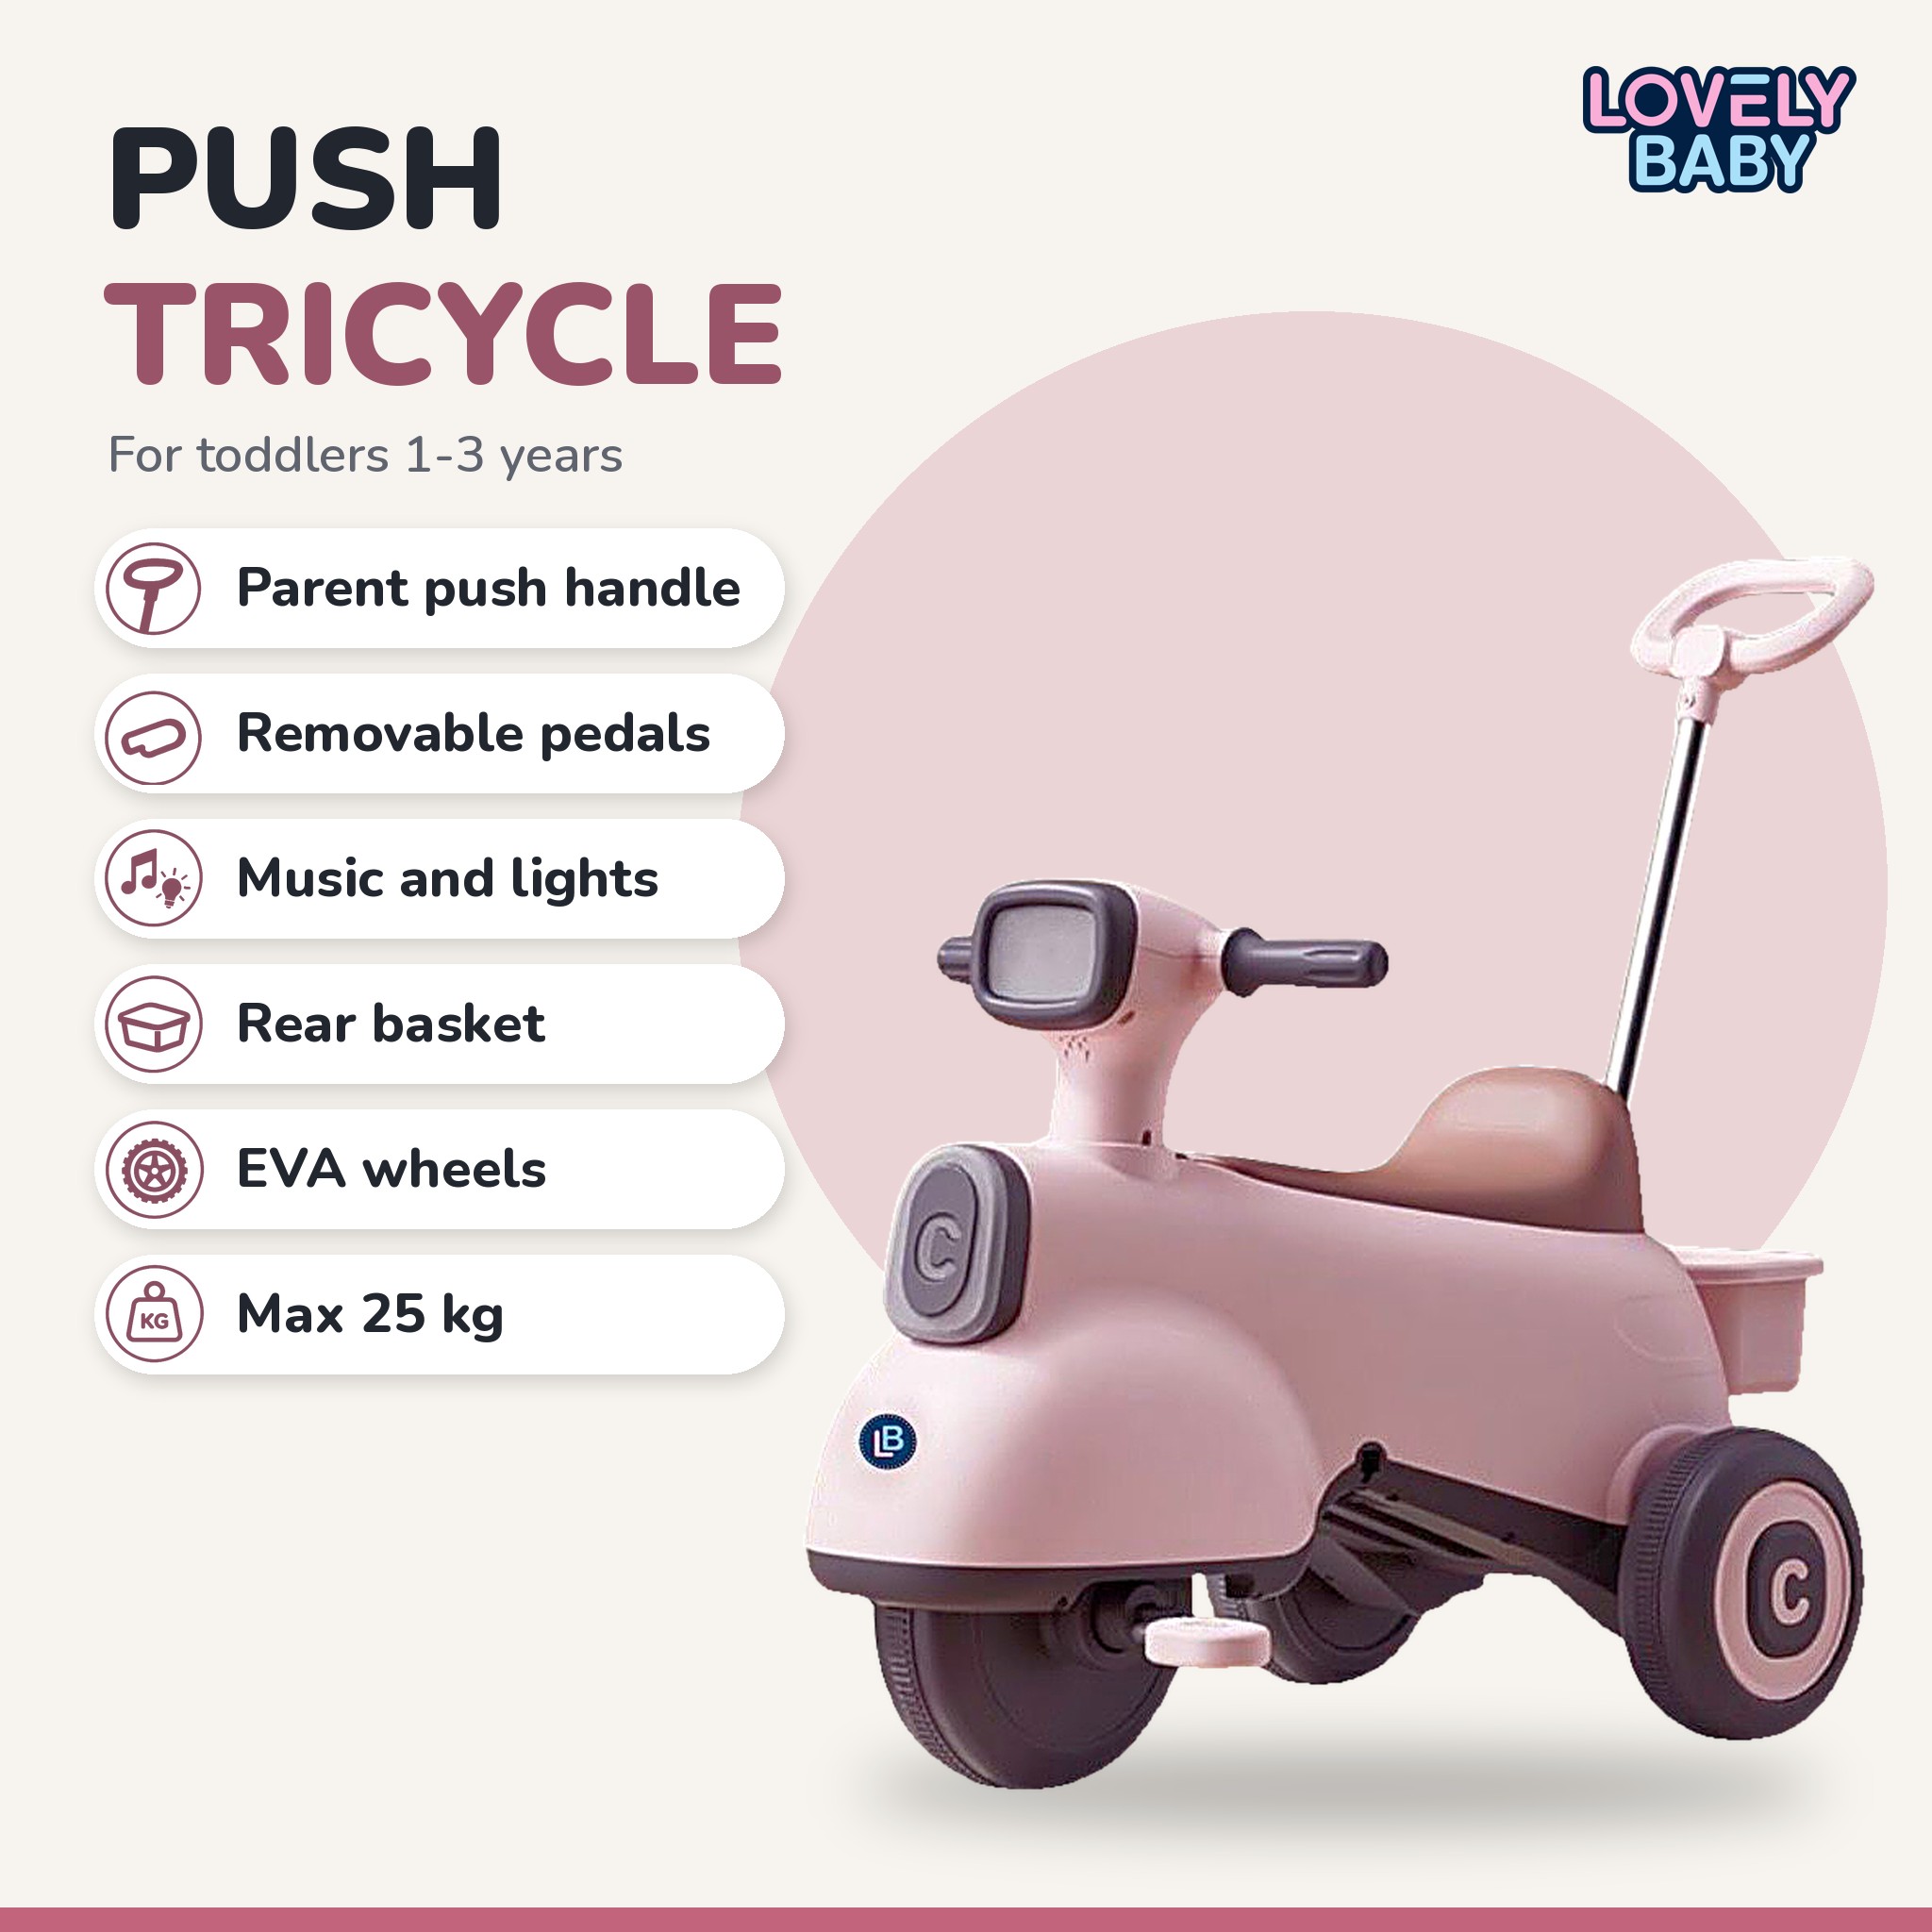 LOVELY
BABY
PUSH
TRICYCLE
For toddlers 1-3 years
Parent push handle
Removable pedals
Music and lights
Rear basket
EVA wheels
KG
Max 25 kg
C
LB
C